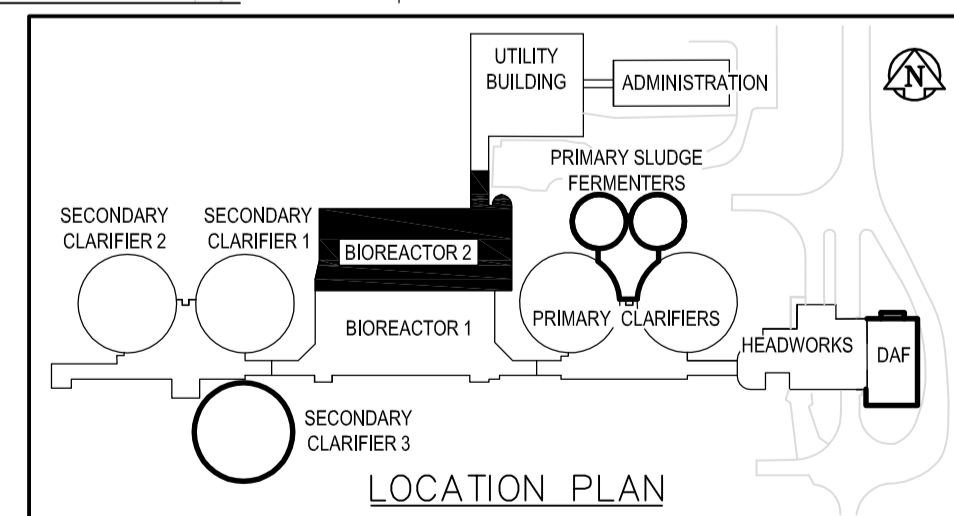 UTILITY
BUILDING
ADMINISTRATION
N
PRIMARY SLUDGE
FERMENTERS
SECONDARY
CLARIFIER 2
SECONDARY
CLARIFIER 1
BIOREACTOR 2
BIOREACTOR 1
PRIMARY CLARIFIERS
HEADWORKS
DAF
SECONDARY
CLARIFIER 3
LOCATION PLAN